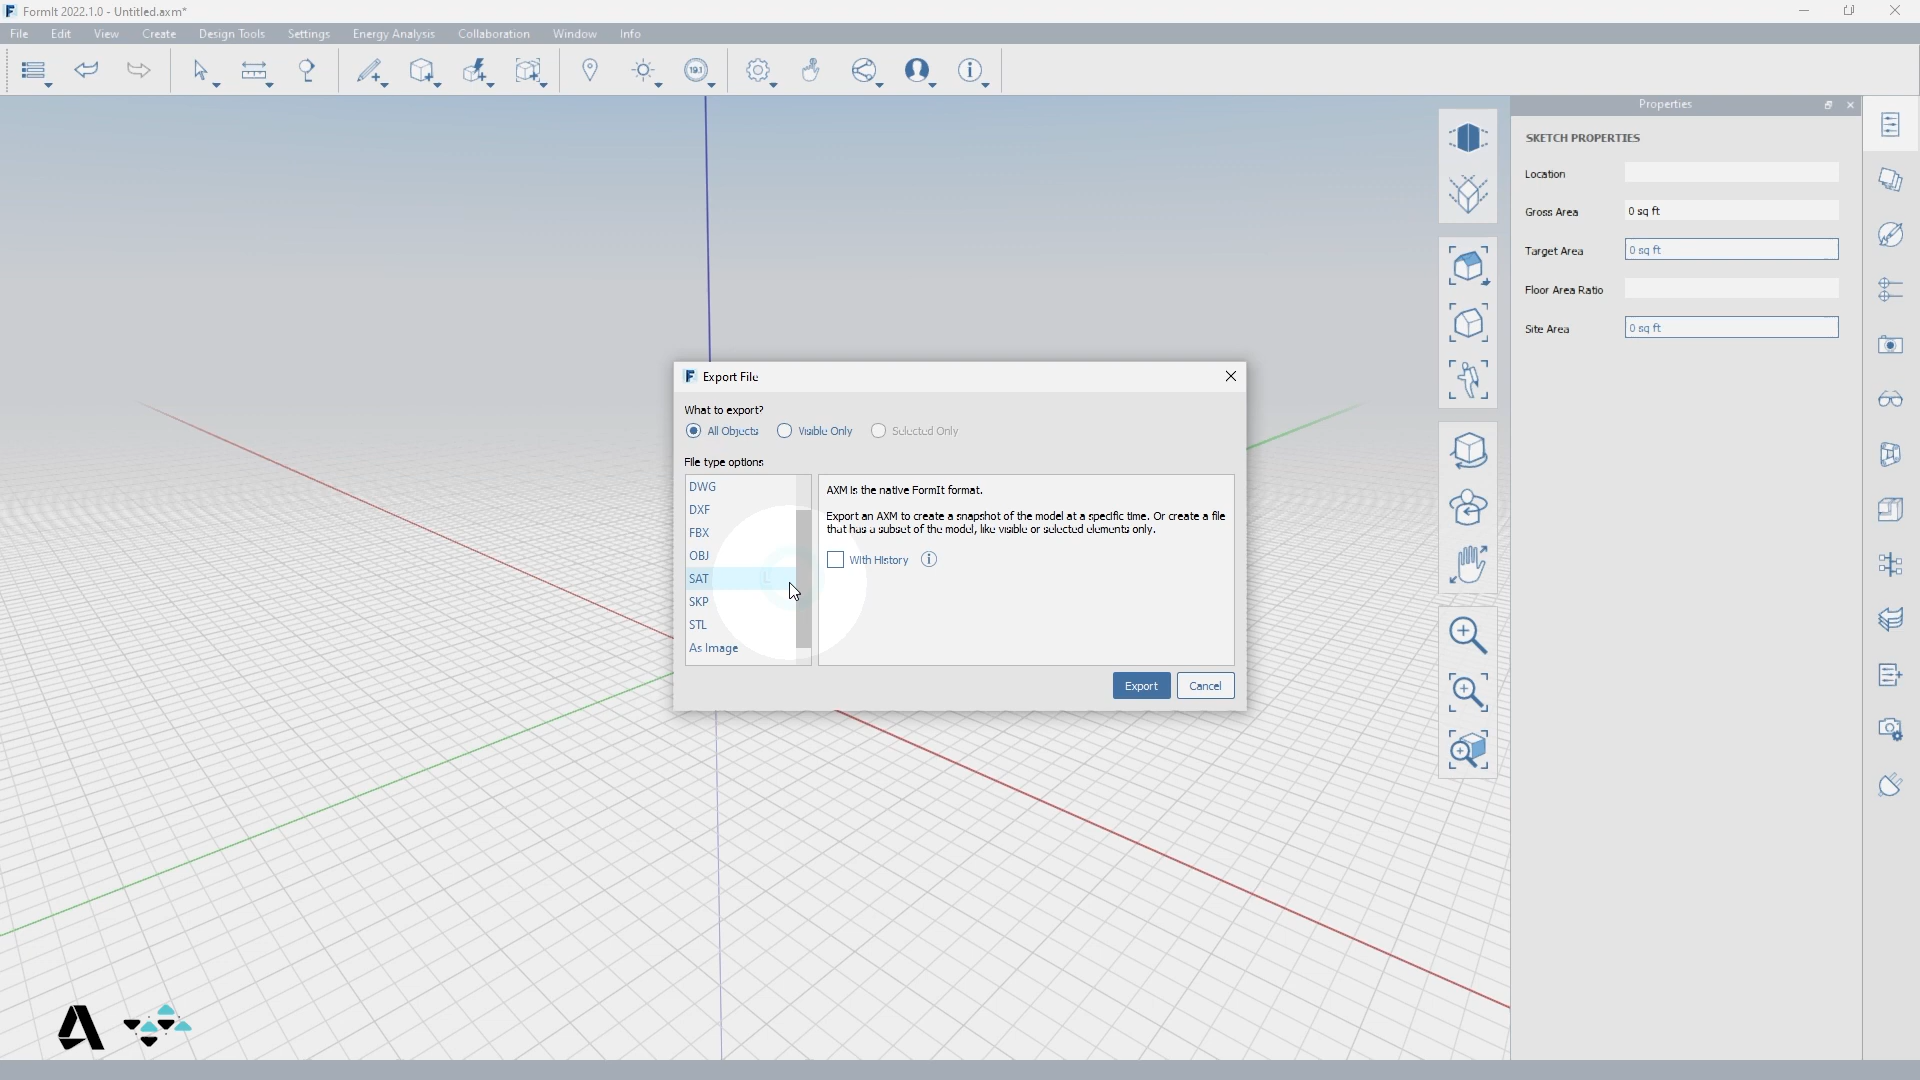 FormIt 2022.1.0 - Untitled.axm*
File Edit View Create Design Tools Settings Energy Analysis Collaboration Window Info
19.1
Properties
SKETCH PROPERTIES
Location
Gross Area 0 sq ft
Target Area 0 sq ft
Floor Area Ratio
Site Area 0 sq ft
Export File
What to export?
All Objects Visible Only Selected Only
File type options
DWG
DXF
FBX
OBJ
SAT
SKP
STL
As Image
AXM is the native FormIt format.
Export an AXM to create a snapshot of the model at a specific time. Or create a file
that has a subset of the model, like visible or selected elements only.
With History
Export Cancel